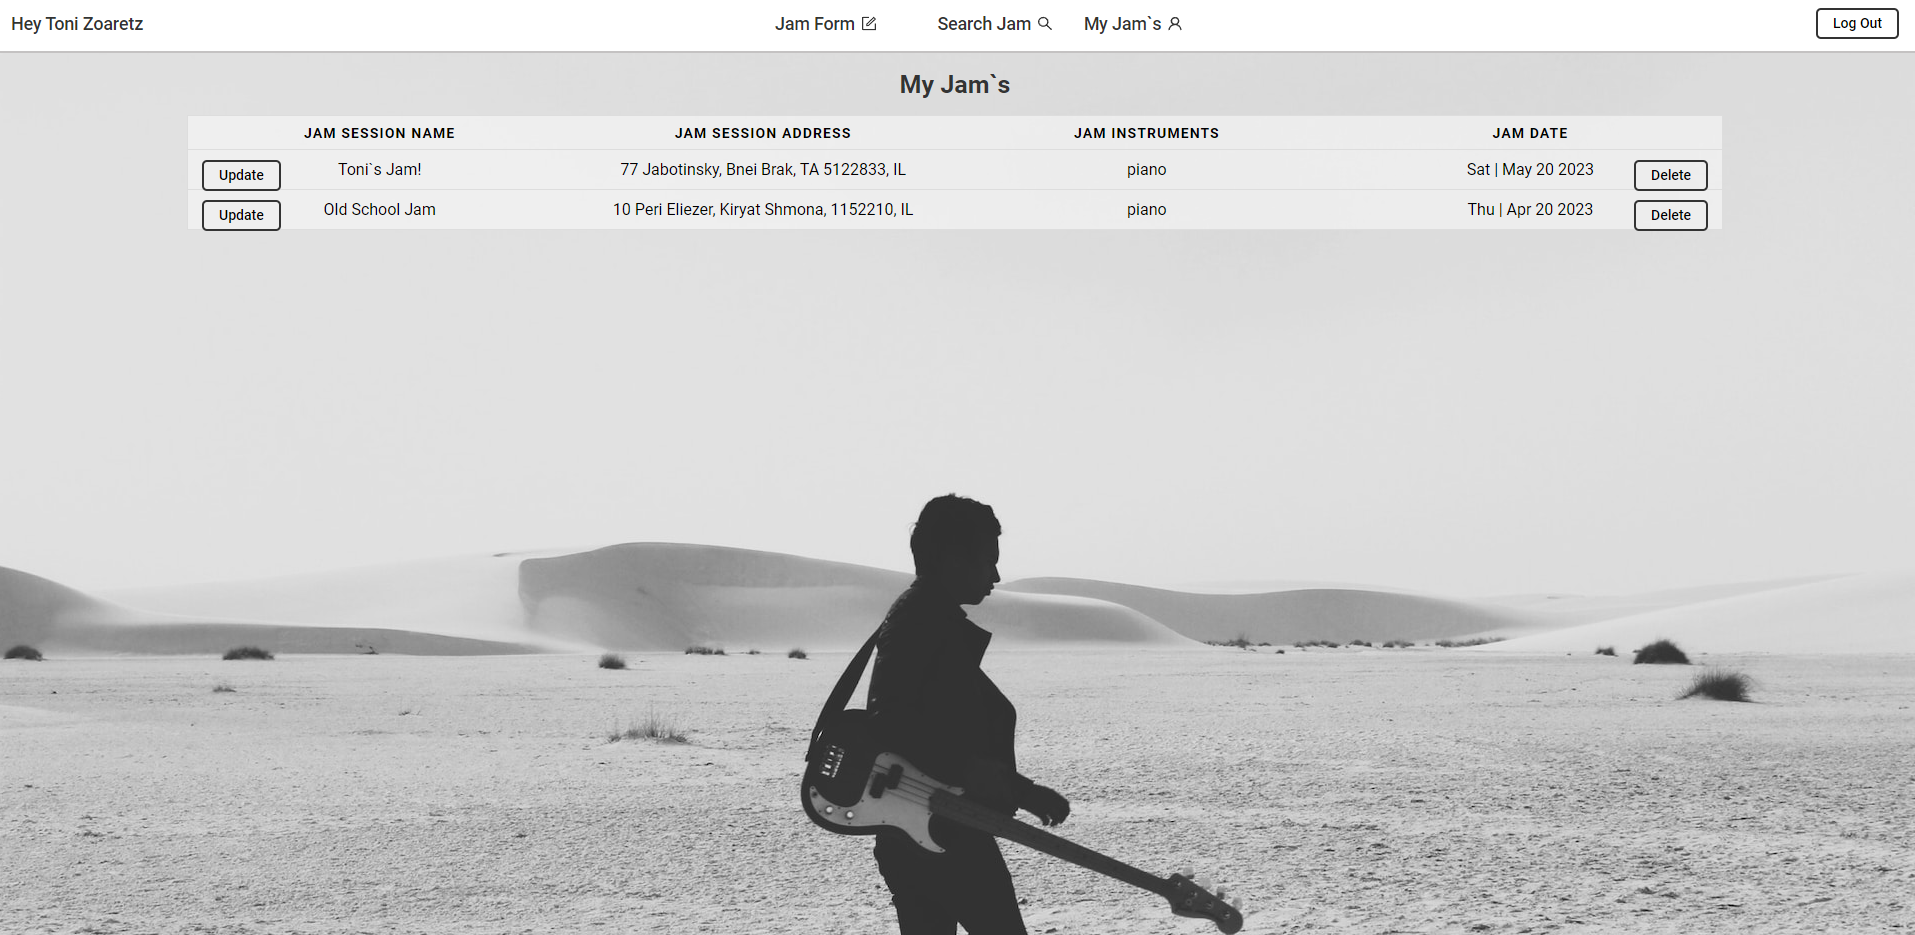 Hey Toni Zoaretz Jam Form Search Jam My Jam`s Log Out
My Jam`s
JAM SESSION NAME JAM SESSION ADDRESS JAM INSTRUMENTS JAM DATE
Update Toni`s Jam! 77 Jabotinsky, Bnei Brak, TA 5122833, IL piano Sat | May 20 2023 Delete
Update Old School Jam 10 Peri Eliezer, Kiryat Shmona, 1152210, IL piano Thu | Apr 20 2023 Delete